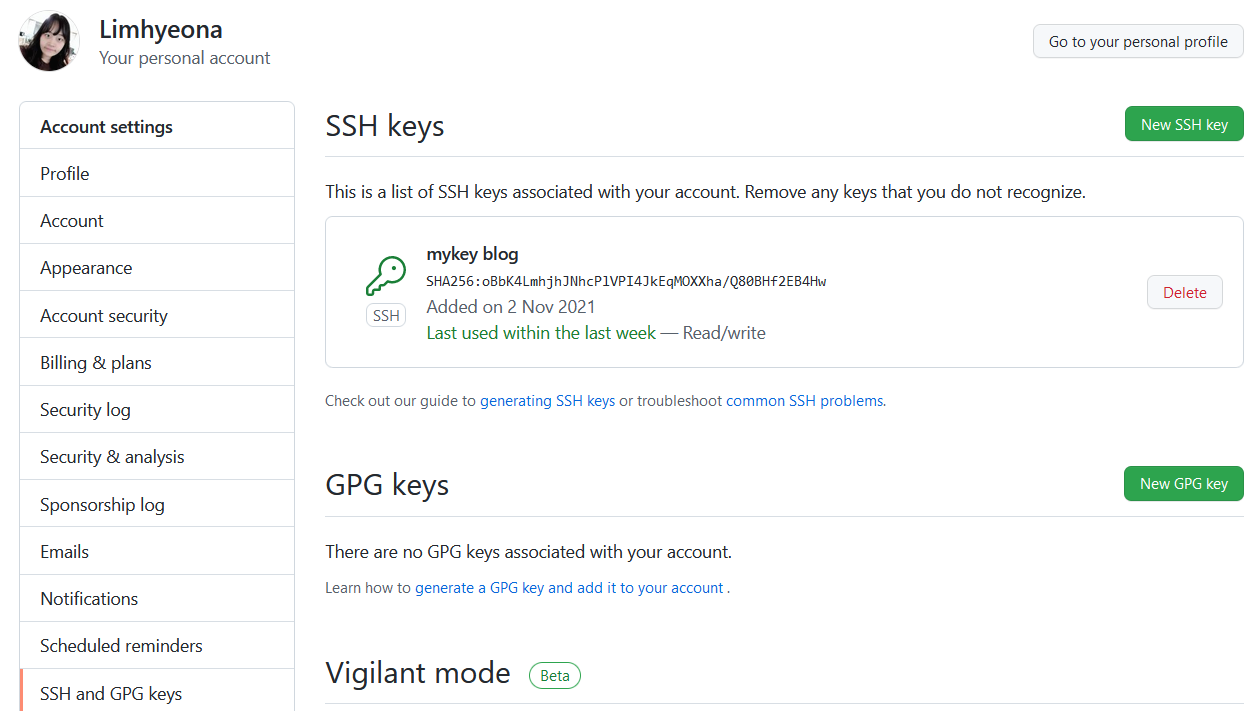 Limhyeona
Your personal account
Go to your personal profile
Account settings
Profile
Account
Appearance
Account security
Billing & plans
Security log
Security & analysis
Sponsorship log
Emails
Notifications
Scheduled reminders
SSH and GPG keys
SSH keys
New SSH key
This is a list of SSH keys associated with your account. Remove any keys that you do not recognize.
mykey blog
SHA256:oBbK4LmhjhJNhcPlVPI4JkEqMOXXha/Q80BHf2EB4Hw
SSH
Added on 2 Nov 2021
Last used within the last week — Read/write
Delete
Check out our guide to generating SSH keys or troubleshoot common SSH problems.
GPG keys
New GPG key
There are no GPG keys associated with your account.
Learn how to generate a GPG key and add it to your account .
Vigilant mode
Beta